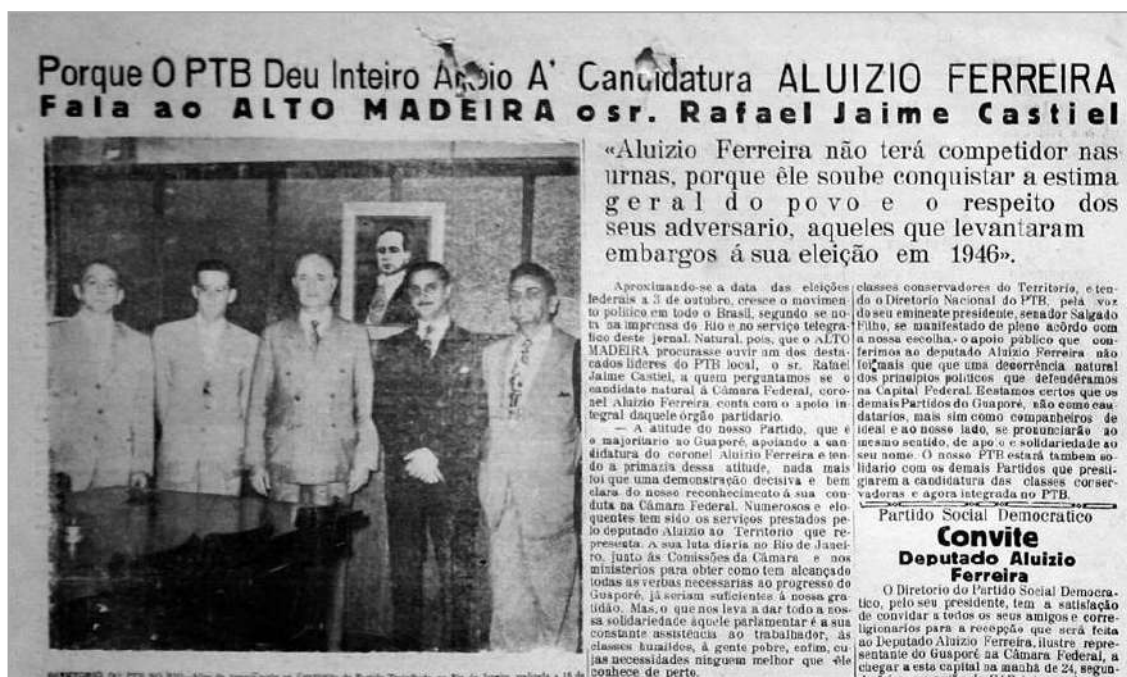 Porque O PTB Deu Inteiro Apoio A' Candidatura ALUIZIO FERREIRA
Fala ao ALTO MADEIRA o sr. Rafael Jaime Castiel
«Aluizio Ferreira não terá competidor nas
urnas, porque êle soube conquistar a estima
geral do povo e o respeito dos
seus adversario, aqueles que levantaram
embargos á sua eleição em 1946».
Aproximando-se a data das eleições
federais a 3 de outubro, cresce o movimen-
to politico em todo o Brasil, segundo se no-
ta na imprensa do Rio e no serviço telegra-
fico deste jornal. Natural, pois, que o ALTO
MADEIRA procurasse ouvir um dos desta-
cados lideres do PTB local, o sr. Rafael
Jaime Castiel, a quem perguntamos se o
candidato natural á Câmara Federal, coro-
nel Aluizio Ferreira, conta com o apoio in-
tegral daquele órgão partidario.
— A atitude do nosso Partido, que é
o majoritario no Guaporé, apoiando a can-
didatura do coronel Aluizio Ferreira e ten-
do a primazia dessa atitude, nada mais
foi que uma demonstração decisiva e bem
clara do nosso reconhecimento á sua con-
duta na Câmara Federal. Numerosos e elo-
quentes tem sido os serviços prestados pe-
lo deputado Aluizio ao Territorio que re-
presenta. A sua luta diaria no Rio de Janei-
ro, junto ás Comissões da Câmara e nos
ministerios para obter como tem alcançado
todas as verbas necessarias ao progresso do
Guaporé, já seriam suficientes á nossa gra-
tidão. Mas, o que nos leva a dar todo a nos-
sa solidariedade àquele parlamentar é a sua
constante assistencia ao trabalhador, ás
classes humildes, á gente pobre, enfim, cu-
jas necessidades ninguem melhor que êle
conhece de perto.
classes conservadores do Territorio, e ten-
do o Diretorio Nacional do PTB, pela voz
do seu eminente presidente, senador Salgado
Filho, se manifestado de pleno acôrdo com
a nossa escolha, o apoio público que con-
ferimos ao deputado Aluizio Ferreira não
foi mais que que uma decorrência natural
dos principios politicos que defendêramos
na Capital Federal. Eestamos certos que os
demais Partidos do Guaporé, não como cau-
datarios, mais sim como companheiros de
ideal e ao nosso lado, se pronunciarão ao
mesmo sentido, de apoio e solidariedade ao
seu nome. O nosso PTB estará tambem so-
lidario com os demais Partidos que presti-
giarem a candidatura das classes conser-
vadoras e agora integrada no PTB.
Partido Social Democratico
Convite
Deputado Aluizio
Ferreira
O Diretorio do Partido Social Democra-
tico, pelo seu presidente, tem a satisfação
de convidar a todos os seus amigos e corre-
ligionarios para a recepção que será feita
ao Deputado Aluizio Ferreira, ilustre repre-
sentante do Guaporé na Câmara Federal, a
chegar a esta capital na manhã de 24, segun-